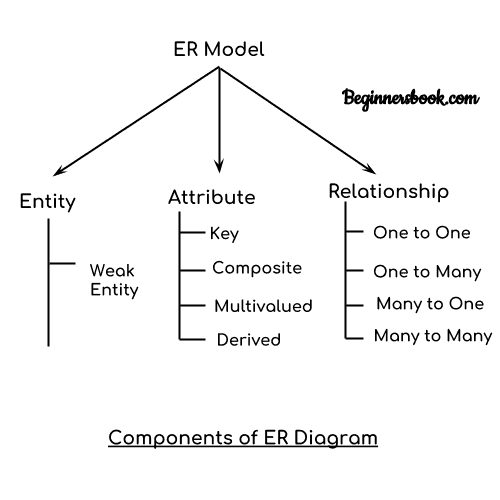 ER Model
Beginnersbook.com
Entity
Attribute
Relationship
Weak
Entity
Key
Composite
Multivalued
Derived
One to One
One to Many
Many to One
Many to Many
Components of ER Diagram